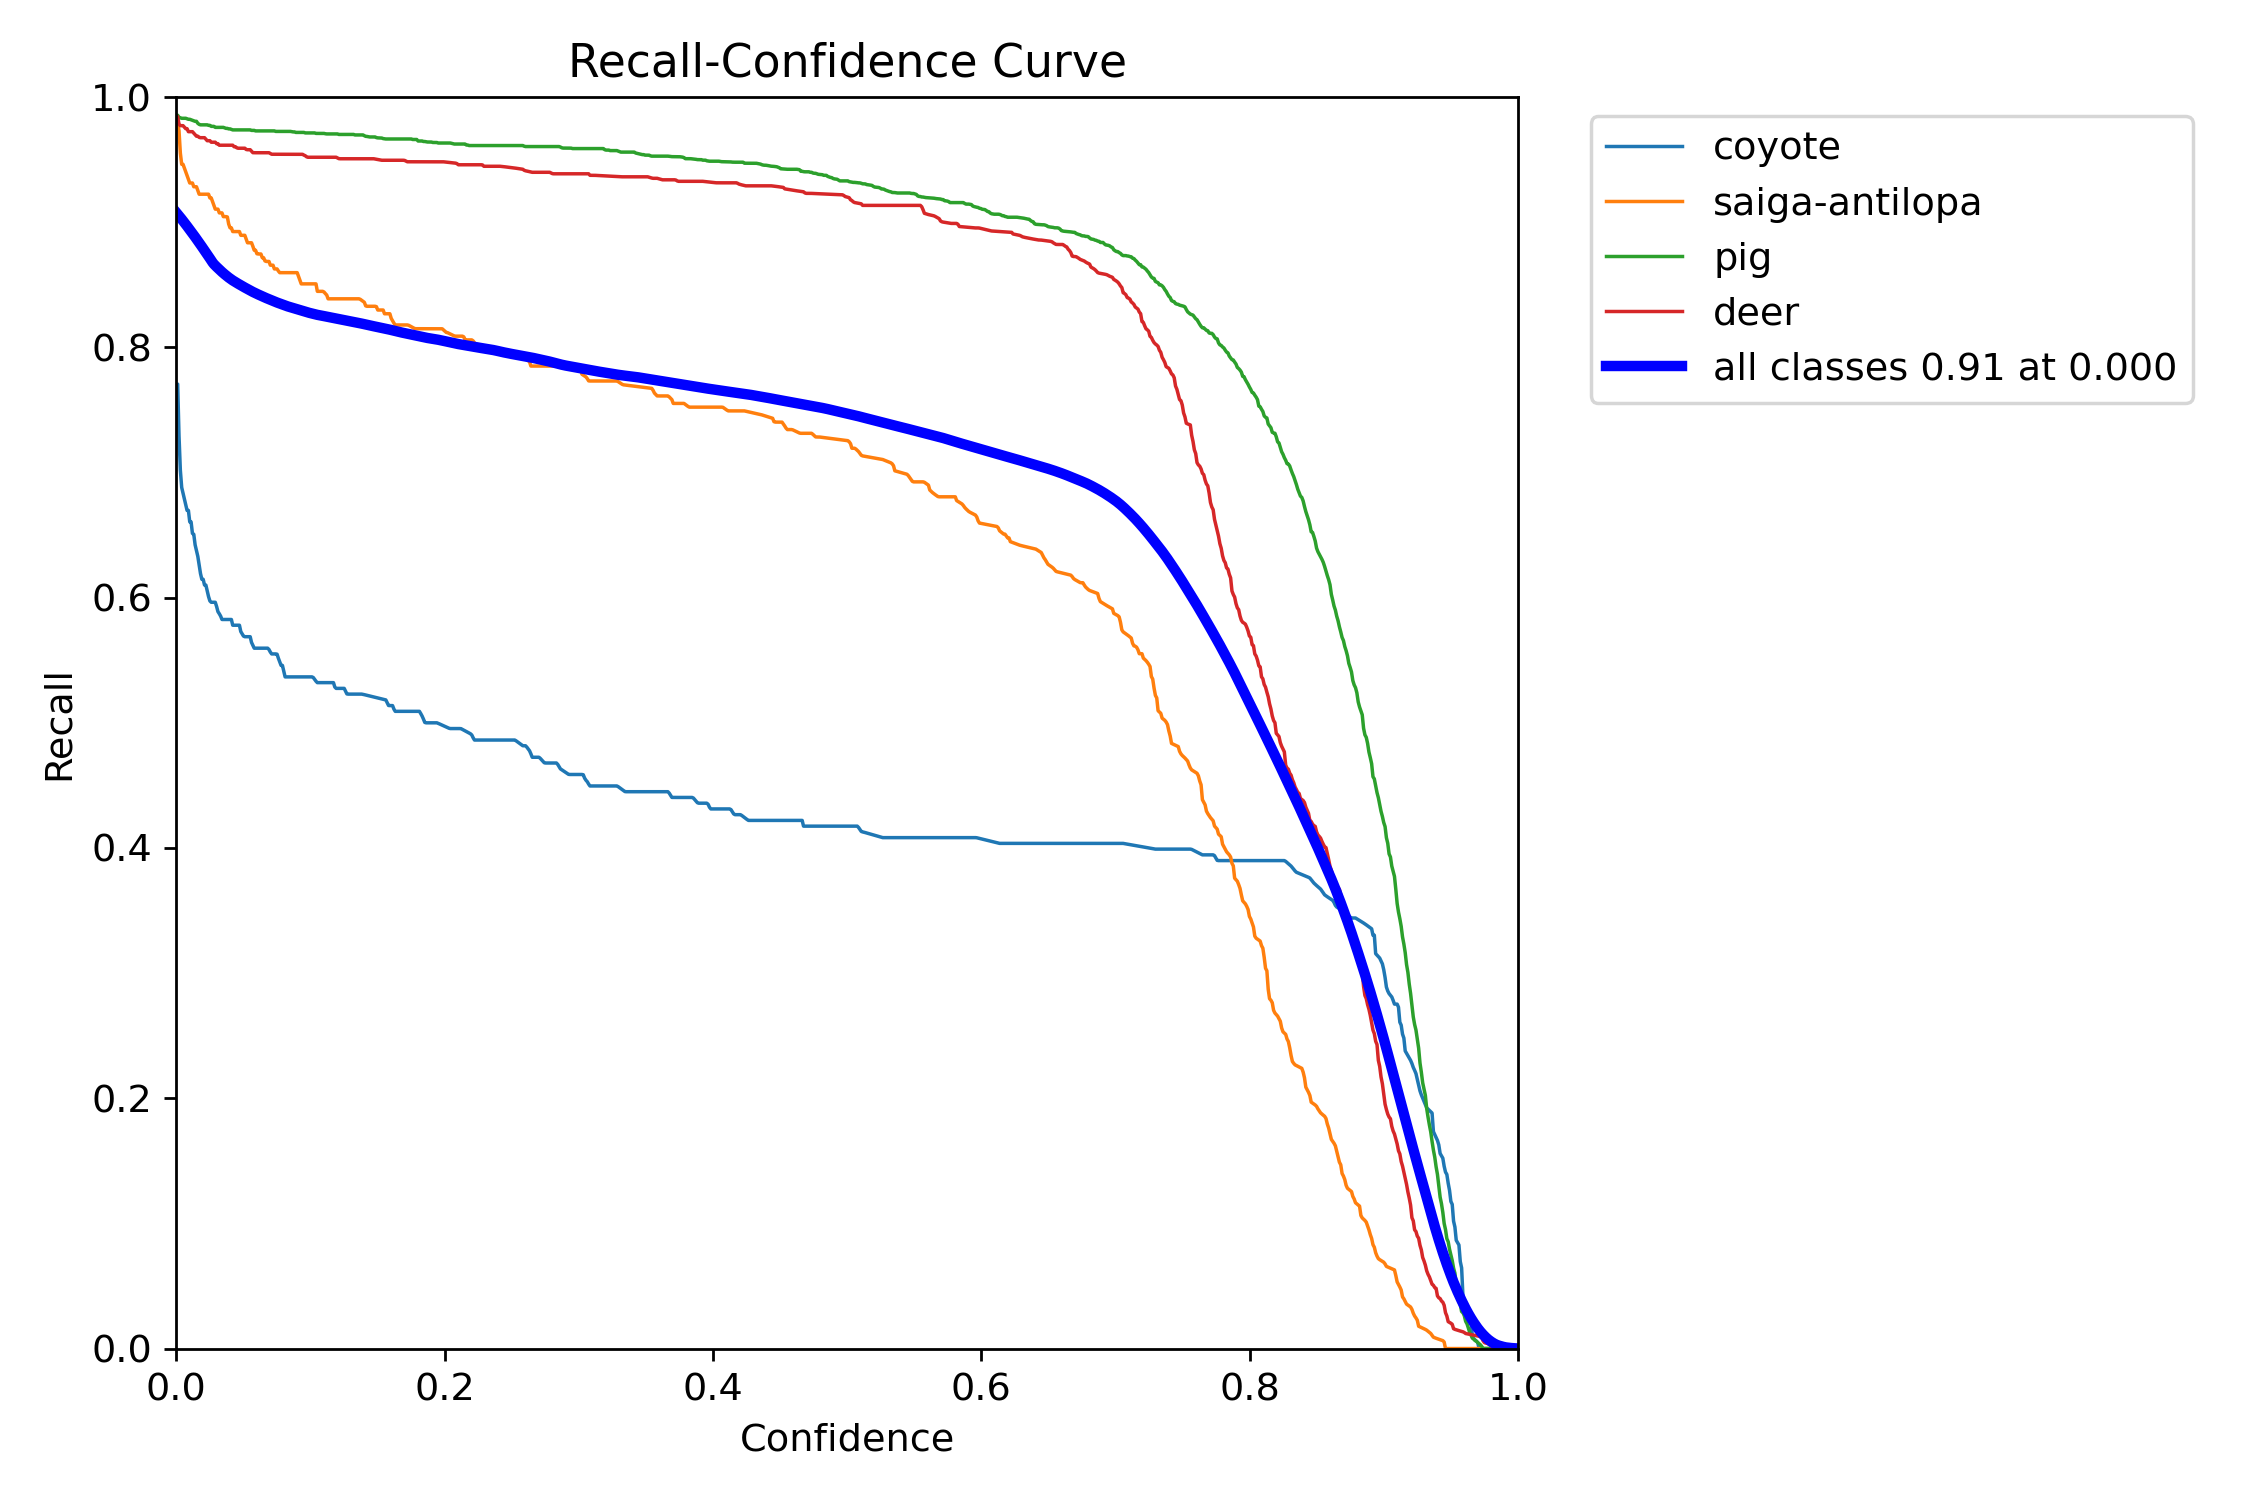 Recall-Confidence Curve
1.0
0.8
0.6
0.4
0.2
0.0
Recall
0.0 0.2 0.4 0.6 0.8 1.0
Confidence
coyote
saiga-antilopa
pig
deer
all classes 0.91 at 0.000